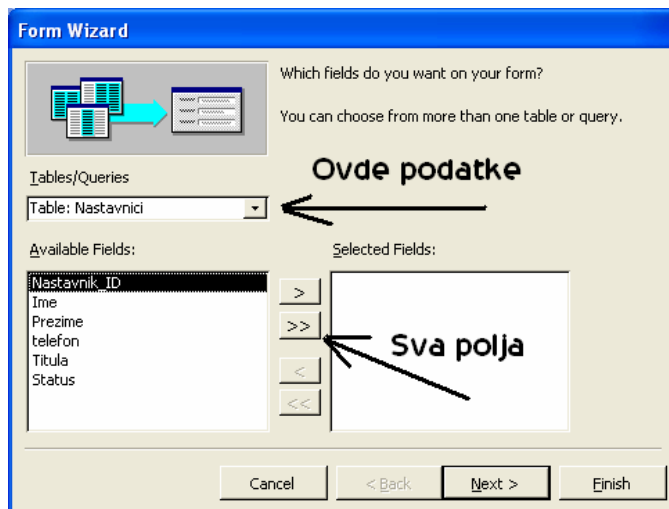 Form Wizard
Which fields do you want on your form?
You can choose from more than one table or query.
Ovde podatke
Tables/Queries
Table: Nastavnici
Available Fields:
Selected Fields:
Nastavnik_ID
Ime
Prezime
telefon
Titula
Status
>
>>
<
<<
Sva polja
Cancel
< Back
Next >
Finish